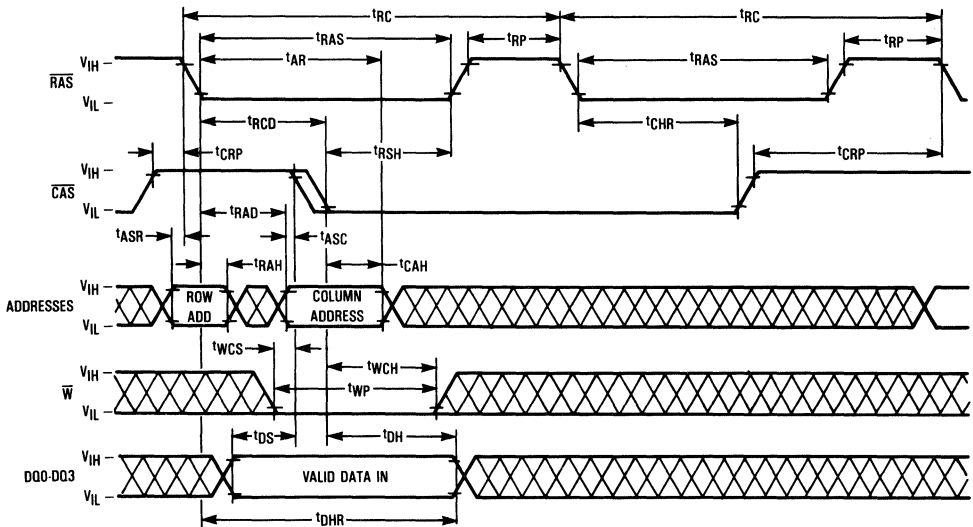 tRC tRC
tRAS tRP tRP
tAR tRAS
RAS VIH
VIL
tRCD tCHR
tCRP tRSH tCRP
CAS VIH
VIL
tRAD
tASR tASC
tRAH tCAH
ADDRESSES VIH
VIL
ROW ADD
COLUMN ADDRESS
tWCS tWCH
W VIH
tWP
VIL
tDS tDH
DQ0-DQ3 VIH
VIL
VALID DATA IN
tDHR